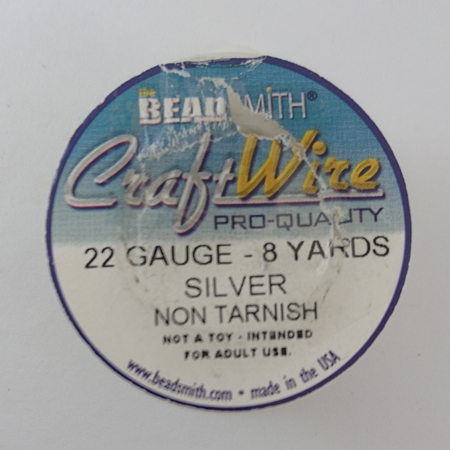 the
BEADSMITH®
CraftWire
PRO-QUALITY
22 GAUGE - 8 YARDS
SILVER
NON TARNISH
NOT A TOY - INTENDED
FOR ADULT USE.
www.beadsmith.com • made in the USA